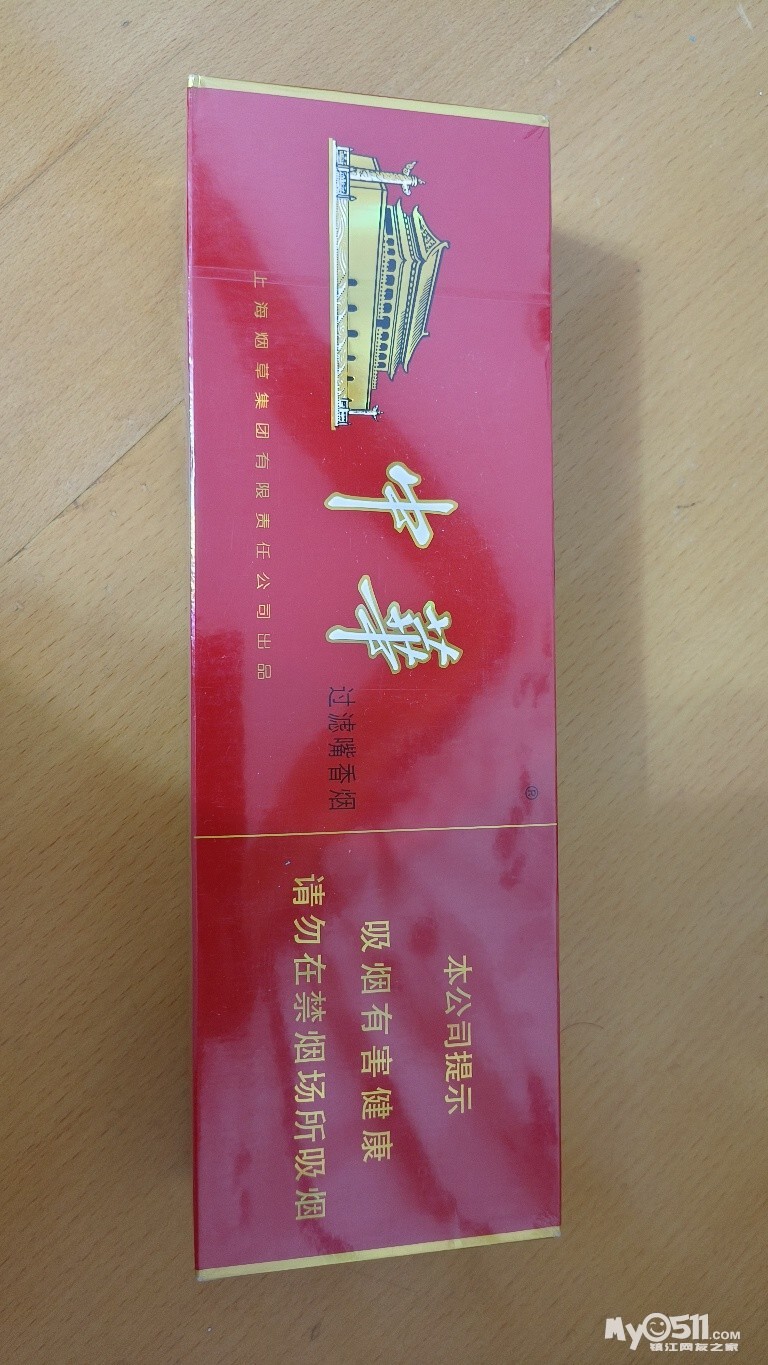 中華
®
过滤嘴香烟
上海烟草集团有限责任公司出品
本公司提示
吸烟有害健康
请勿在禁烟场所吸烟
My0511.COM
镇江网友之家